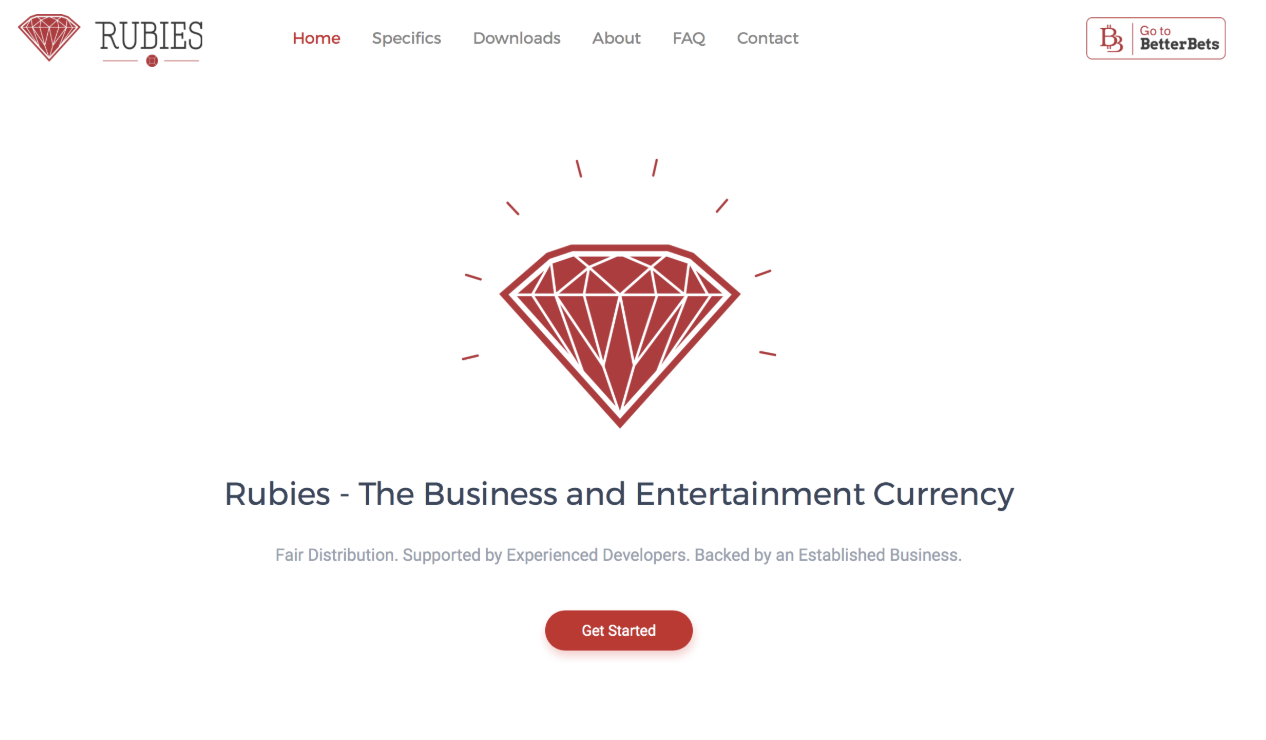 RUBIES
Home Specifics Downloads About FAQ Contact
Go to
BetterBets
Rubies - The Business and Entertainment Currency
Fair Distribution. Supported by Experienced Developers. Backed by an Established Business.
Get Started